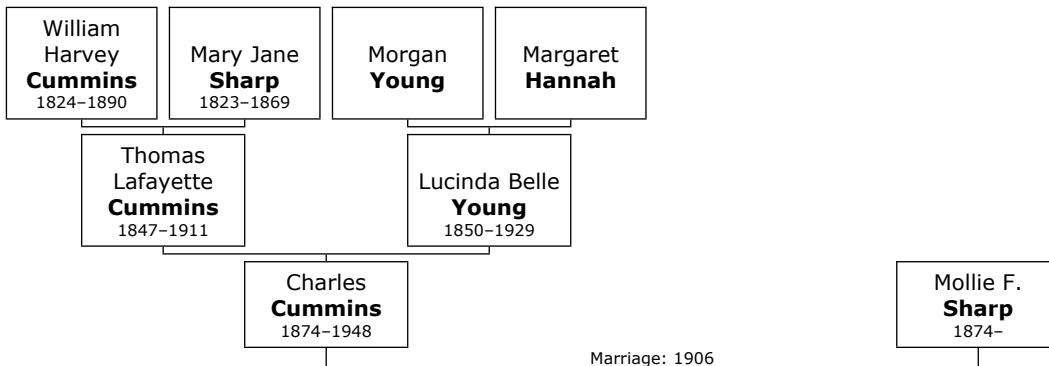 William
Harvey
Cummins
1824–1890
Mary Jane
Sharp
1823–1869
Morgan
Young
Margaret
Hannah
Thomas
Lafayette
Cummins
1847–1911
Lucinda Belle
Young
1850–1929
Charles
Cummins
1874–1948
Mollie F.
Sharp
1874–
Marriage: 1906